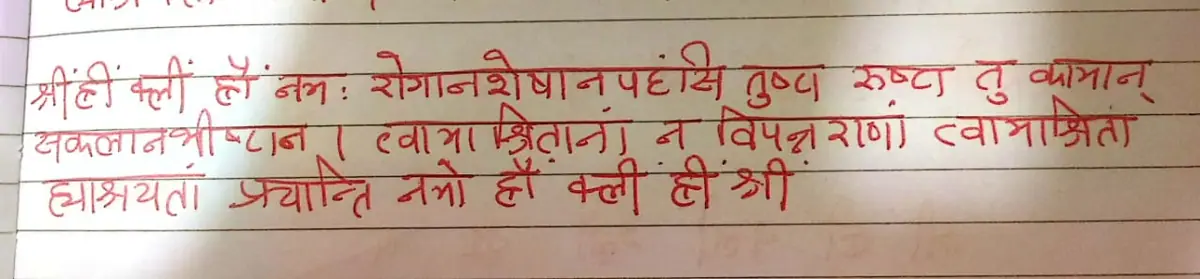 श्रीं हीं क्लीं हौं नमः रोगानशेषानपहंसि तुष्टा रुष्टा तु कामान्
सकलानभीष्टान । त्वामाश्रितानां न विपन्नराणां त्वामाश्रिता
ह्याश्रयतां प्रयान्ति नमो हौं क्लीं हीं श्रीं